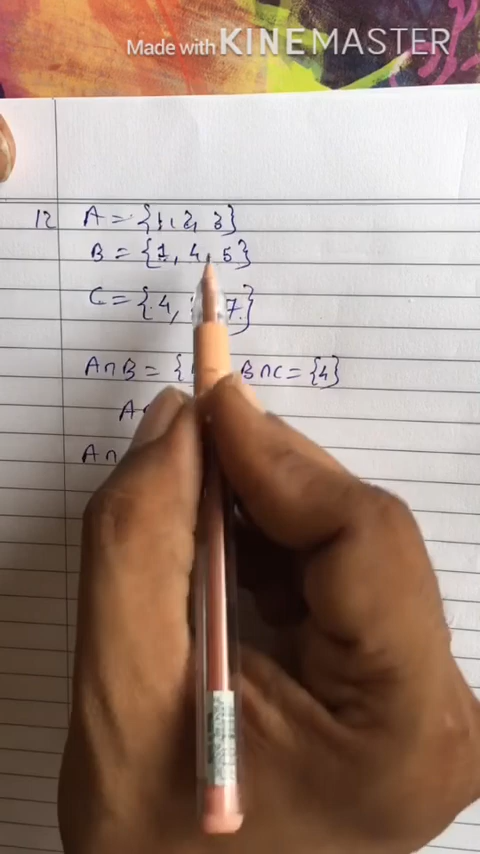 Made with KINEMASTER
12 A = {1, 2, 3}
B = {1, 4, 5}
C = {4, 7}
A∩B = { B∩C = {4}
A
A∩